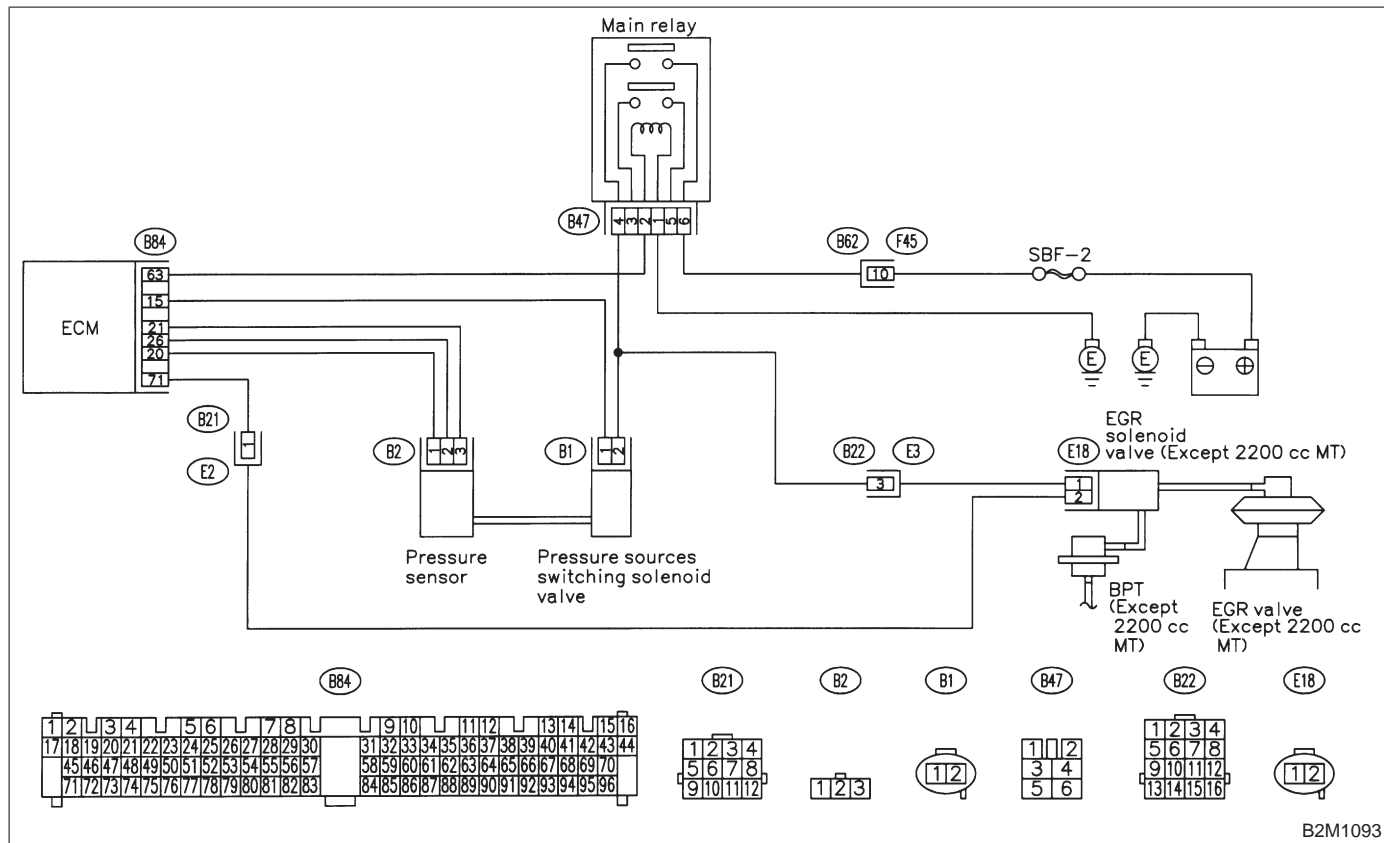 Main relay
B47
4 3 2 1 5 6
B84
B62
F45
SBF-2
10
63
15
21
26
20
71
ECM
E
E
⊖ ⊕
B21
1
E2
B2
1 2 3
B1
1 2
B22
E3
3
E18
1
2
EGR
solenoid
valve (Except 2200 cc MT)
Pressure
sensor
Pressure sources
switching solenoid
valve
BPT
(Except
2200 cc
MT)
EGR valve
(Except 2200 cc
MT)
B84
1 2 3 4 5 6 7 8 9 10 11 12 13 14 15 16
17 18 19 20 21 22 23 24 25 26 27 28 29 30 31 32 33 34 35 36 37 38 39 40 41 42 43 44
45 46 47 48 49 50 51 52 53 54 55 56 57 58 59 60 61 62 63 64 65 66 67 68 69 70
71 72 73 74 75 76 77 78 79 80 81 82 83 84 85 86 87 88 89 90 91 92 93 94 95 96
B21
1 2 3 4
5 6 7 8
9 10 11 12
B2
1 2 3
B1
1 2
B47
1 2
3 4
5 6
B22
1 2 3 4
5 6 7 8
9 10 11 12
13 14 15 16
E18
1 2
B2M1093